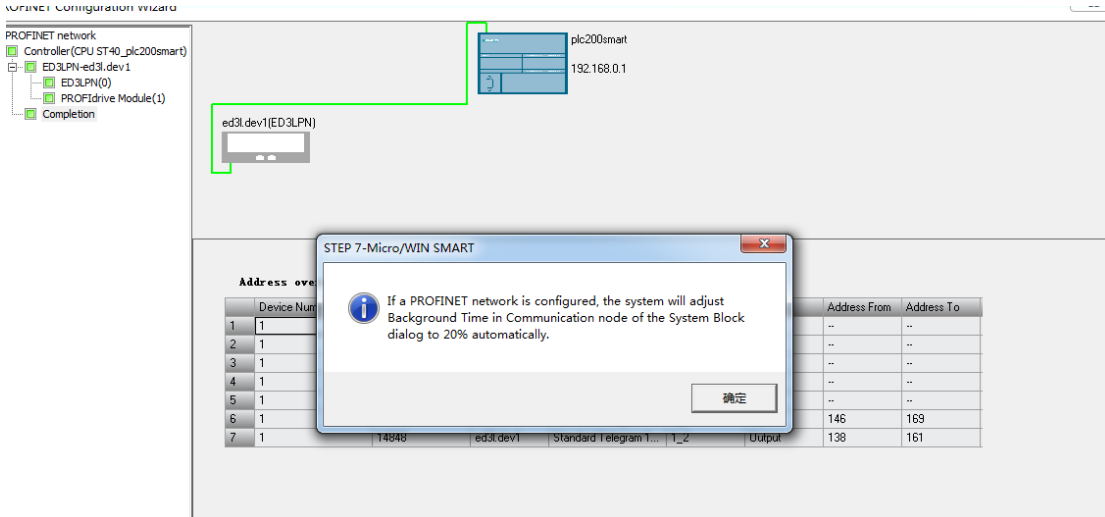 PROFINET Configuration Wizard
PROFINET network
Controller(CPU ST40_plc200smart)
ED3LPN-ed3l.dev1
ED3LPN(0)
PROFIdrive Module(1)
Completion
plc200smart
192.168.0.1
ed3l.dev1(ED3LPN)
STEP 7-Micro/WIN SMART
If a PROFINET network is configured, the system will adjust
Background Time in Communication node of the System Block
dialog to 20% automatically.
确定
Address ove
Device Num Address From Address To
1 1 -- --
2 1 -- --
3 1 -- --
4 1 -- --
5 1 -- --
6 1 146 169
7 1 14848 ed3l.dev1 Standard Telegram 1... 1_2 Output 138 161